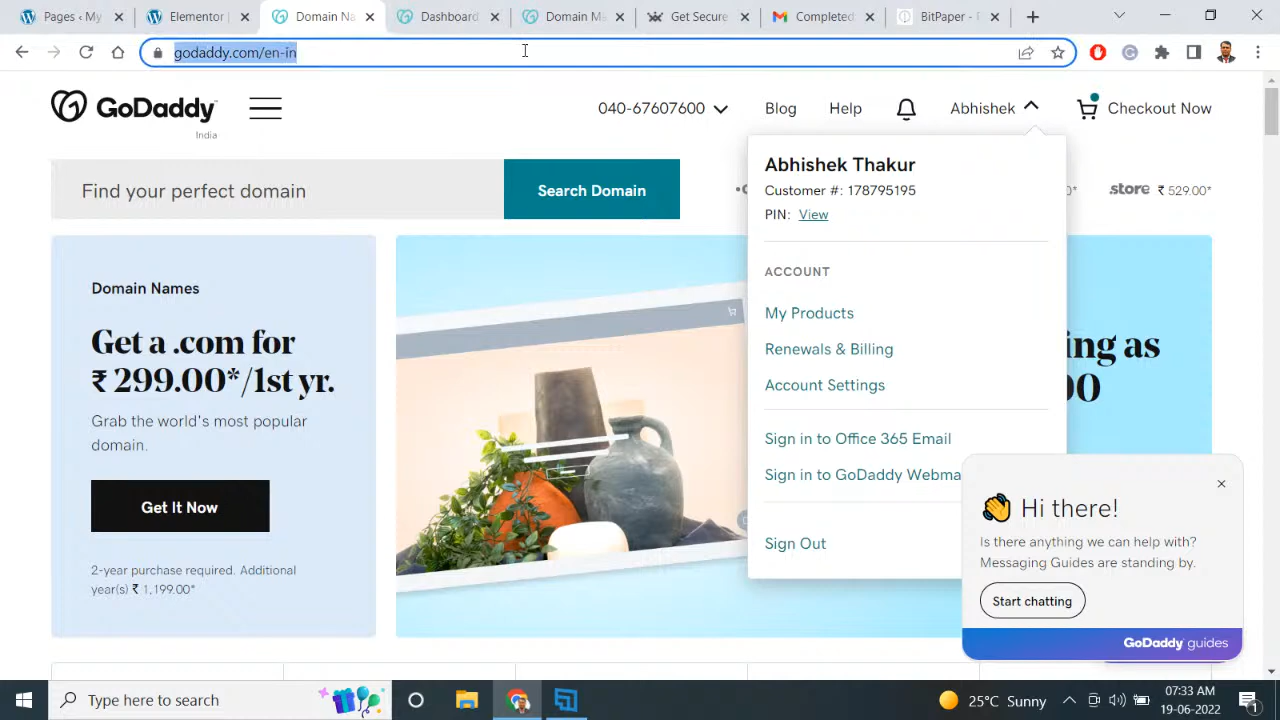 Pages ‹ My
Elementor
Domain Na
Dashboard
Domain Ma
Get Secure
Completed
BitPaper - F
godaddy.com/en-in
GoDaddy
India
040-67607600
Blog
Help
Abhishek
Checkout Now
Find your perfect domain
Search Domain
.store ₹ 529.00*
Abhishek Thakur
Customer #: 178795195
PIN: View
ACCOUNT
My Products
Renewals & Billing
Account Settings
Sign in to Office 365 Email
Sign in to GoDaddy Webma
Sign Out
Domain Names
Get a .com for
₹ 299.00*/1st yr.
Grab the world's most popular
domain.
Get It Now
2-year purchase required. Additional
year(s) ₹ 1,199.00*
ing as
00
Hi there!
Is there anything we can help with?
Messaging Guides are standing by.
Start chatting
GoDaddy guides
Type here to search
25°C Sunny
07:33 AM
19-06-2022
1